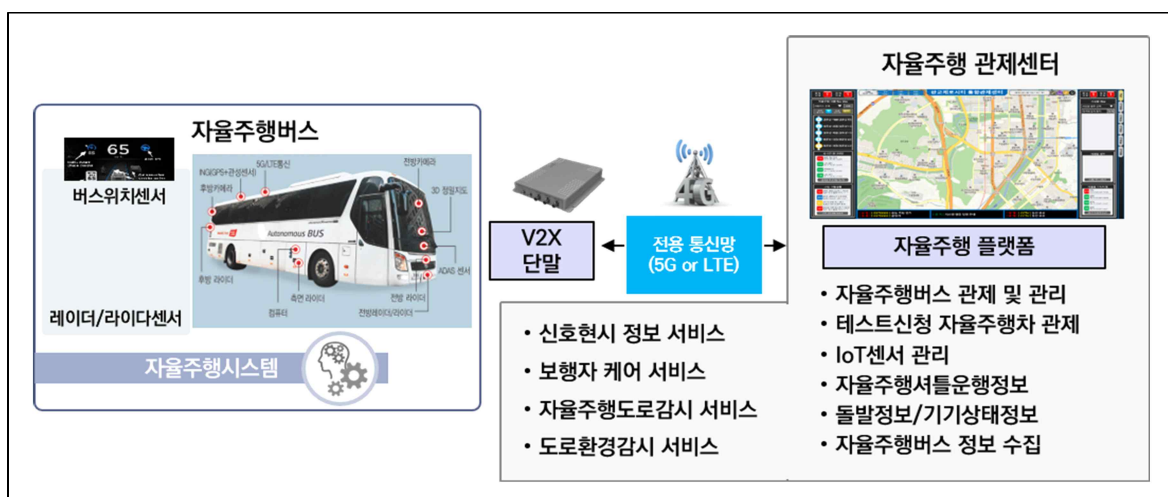 자율주행버스
65
버스위치센서
레이더/라이다센서
ING(GPS+관성센서)
5G/LTE통신
전방카메라
후방카메라
3D 정밀지도
Autonomous BUS
ADAS 센서
후방 라이더
측면 라이더
전방 라이더
컴퓨터
전방레이더/라이더
자율주행시스템
V2X
단말
4G
전용 통신망
(5G or LTE)
• 신호현시 정보 서비스
• 보행자 케어 서비스
• 자율주행도로감시 서비스
• 도로환경감시 서비스
자율주행 관제센터
자율주행 플랫폼
• 자율주행버스 관제 및 관리
• 테스트신청 자율주행차 관제
• IoT센서 관리
• 자율주행셔틀운행정보
• 돌발정보/기기상태정보
• 자율주행버스 정보 수집